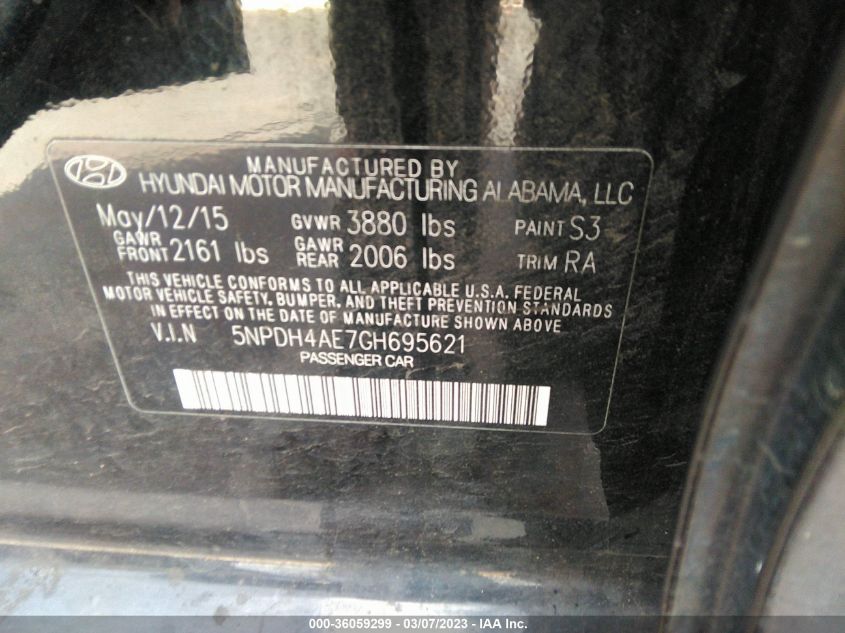 MANUFACTURED BY
HYUNDAI MOTOR MANUFACTURING ALABAMA, LLC
May/12/15 GVWR 3880 lbs PAINT S3
GAWR FRONT 2161 lbs GAWR REAR 2006 lbs TRIM RA
THIS VEHICLE CONFORMS TO ALL APPLICABLE U.S.A. FEDERAL
MOTOR VEHICLE SAFETY, BUMPER, AND THEFT PREVENTION STANDARDS
IN EFFECT ON THE DATE OF MANUFACTURE SHOWN ABOVE.
V.I.N 5NPDH4AE7GH695621
PASSENGER CAR
000-36059299 - 03/07/2023 - IAA Inc.